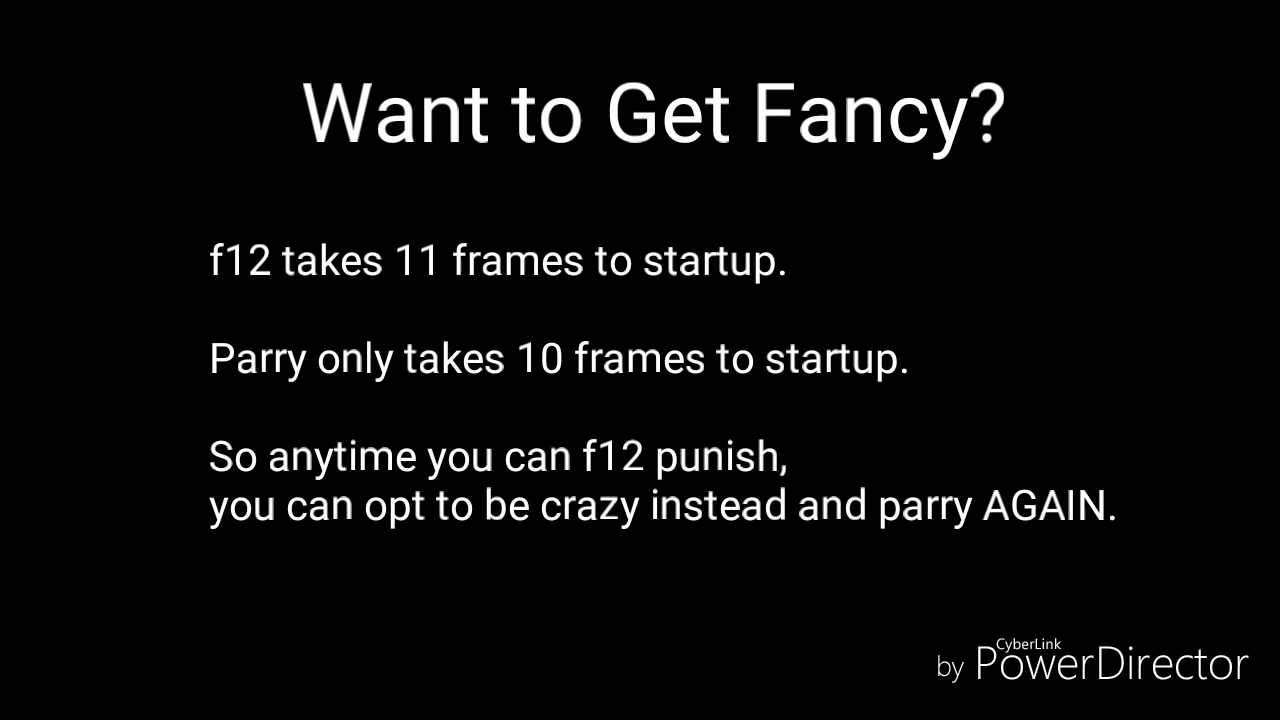 Want to Get Fancy?
f12 takes 11 frames to startup.
Parry only takes 10 frames to startup.
So anytime you can f12 punish,
you can opt to be crazy instead and parry AGAIN.
CyberLink
by PowerDirector